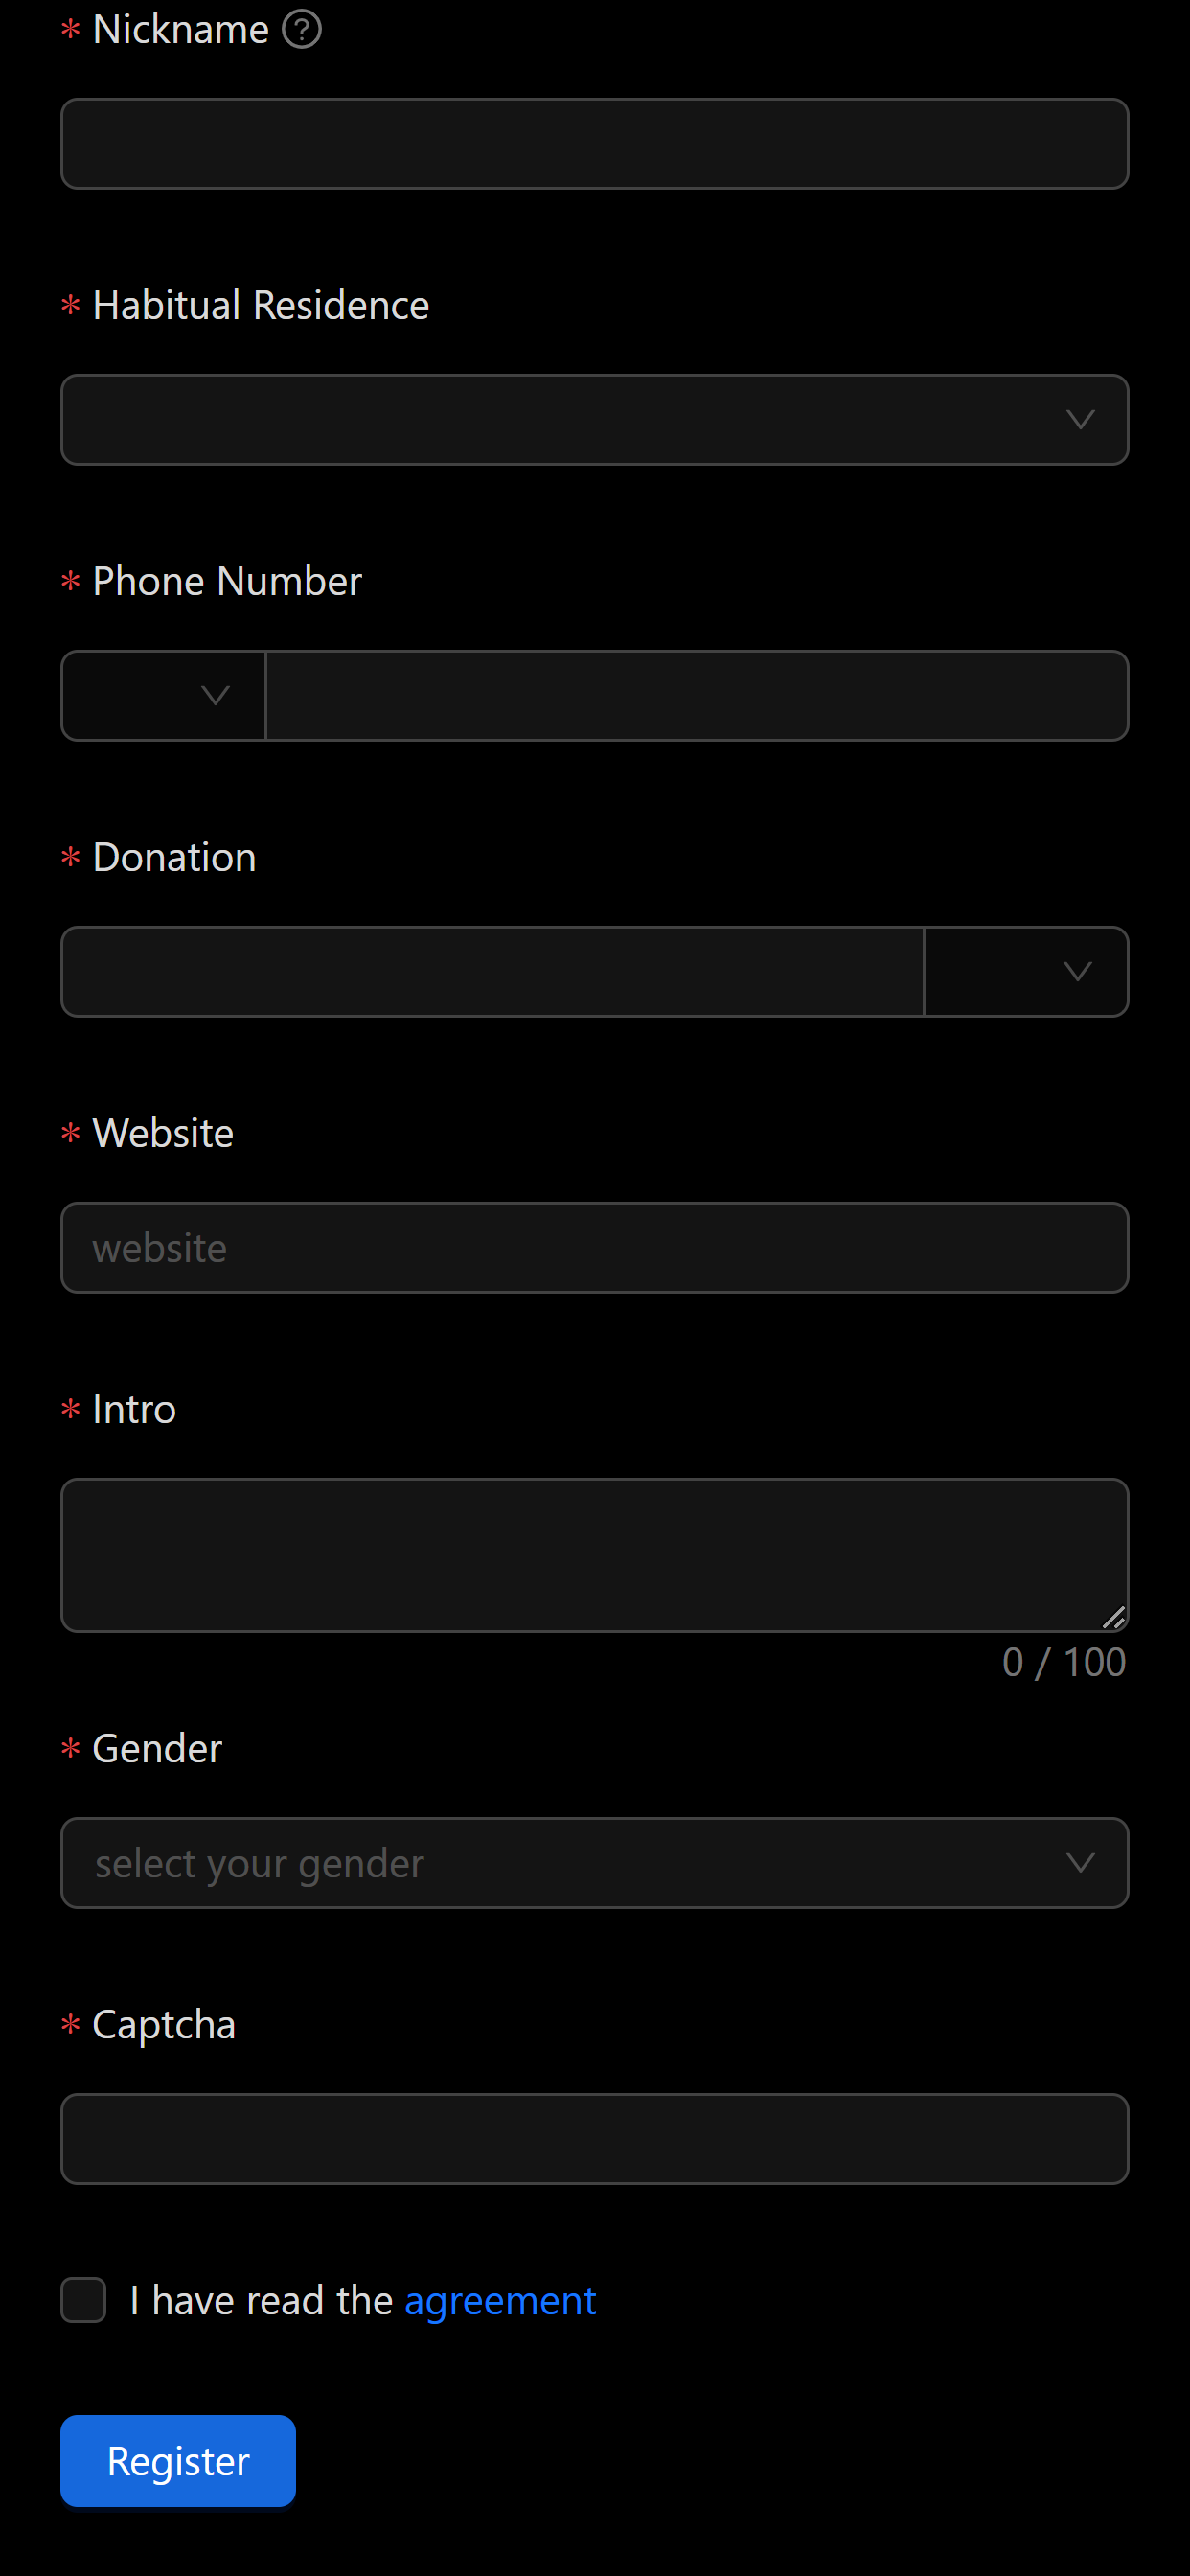 * Nickname
* Habitual Residence
* Phone Number
* Donation
* Website
website
* Intro
0 / 100
* Gender
select your gender
* Captcha
I have read the agreement
Register